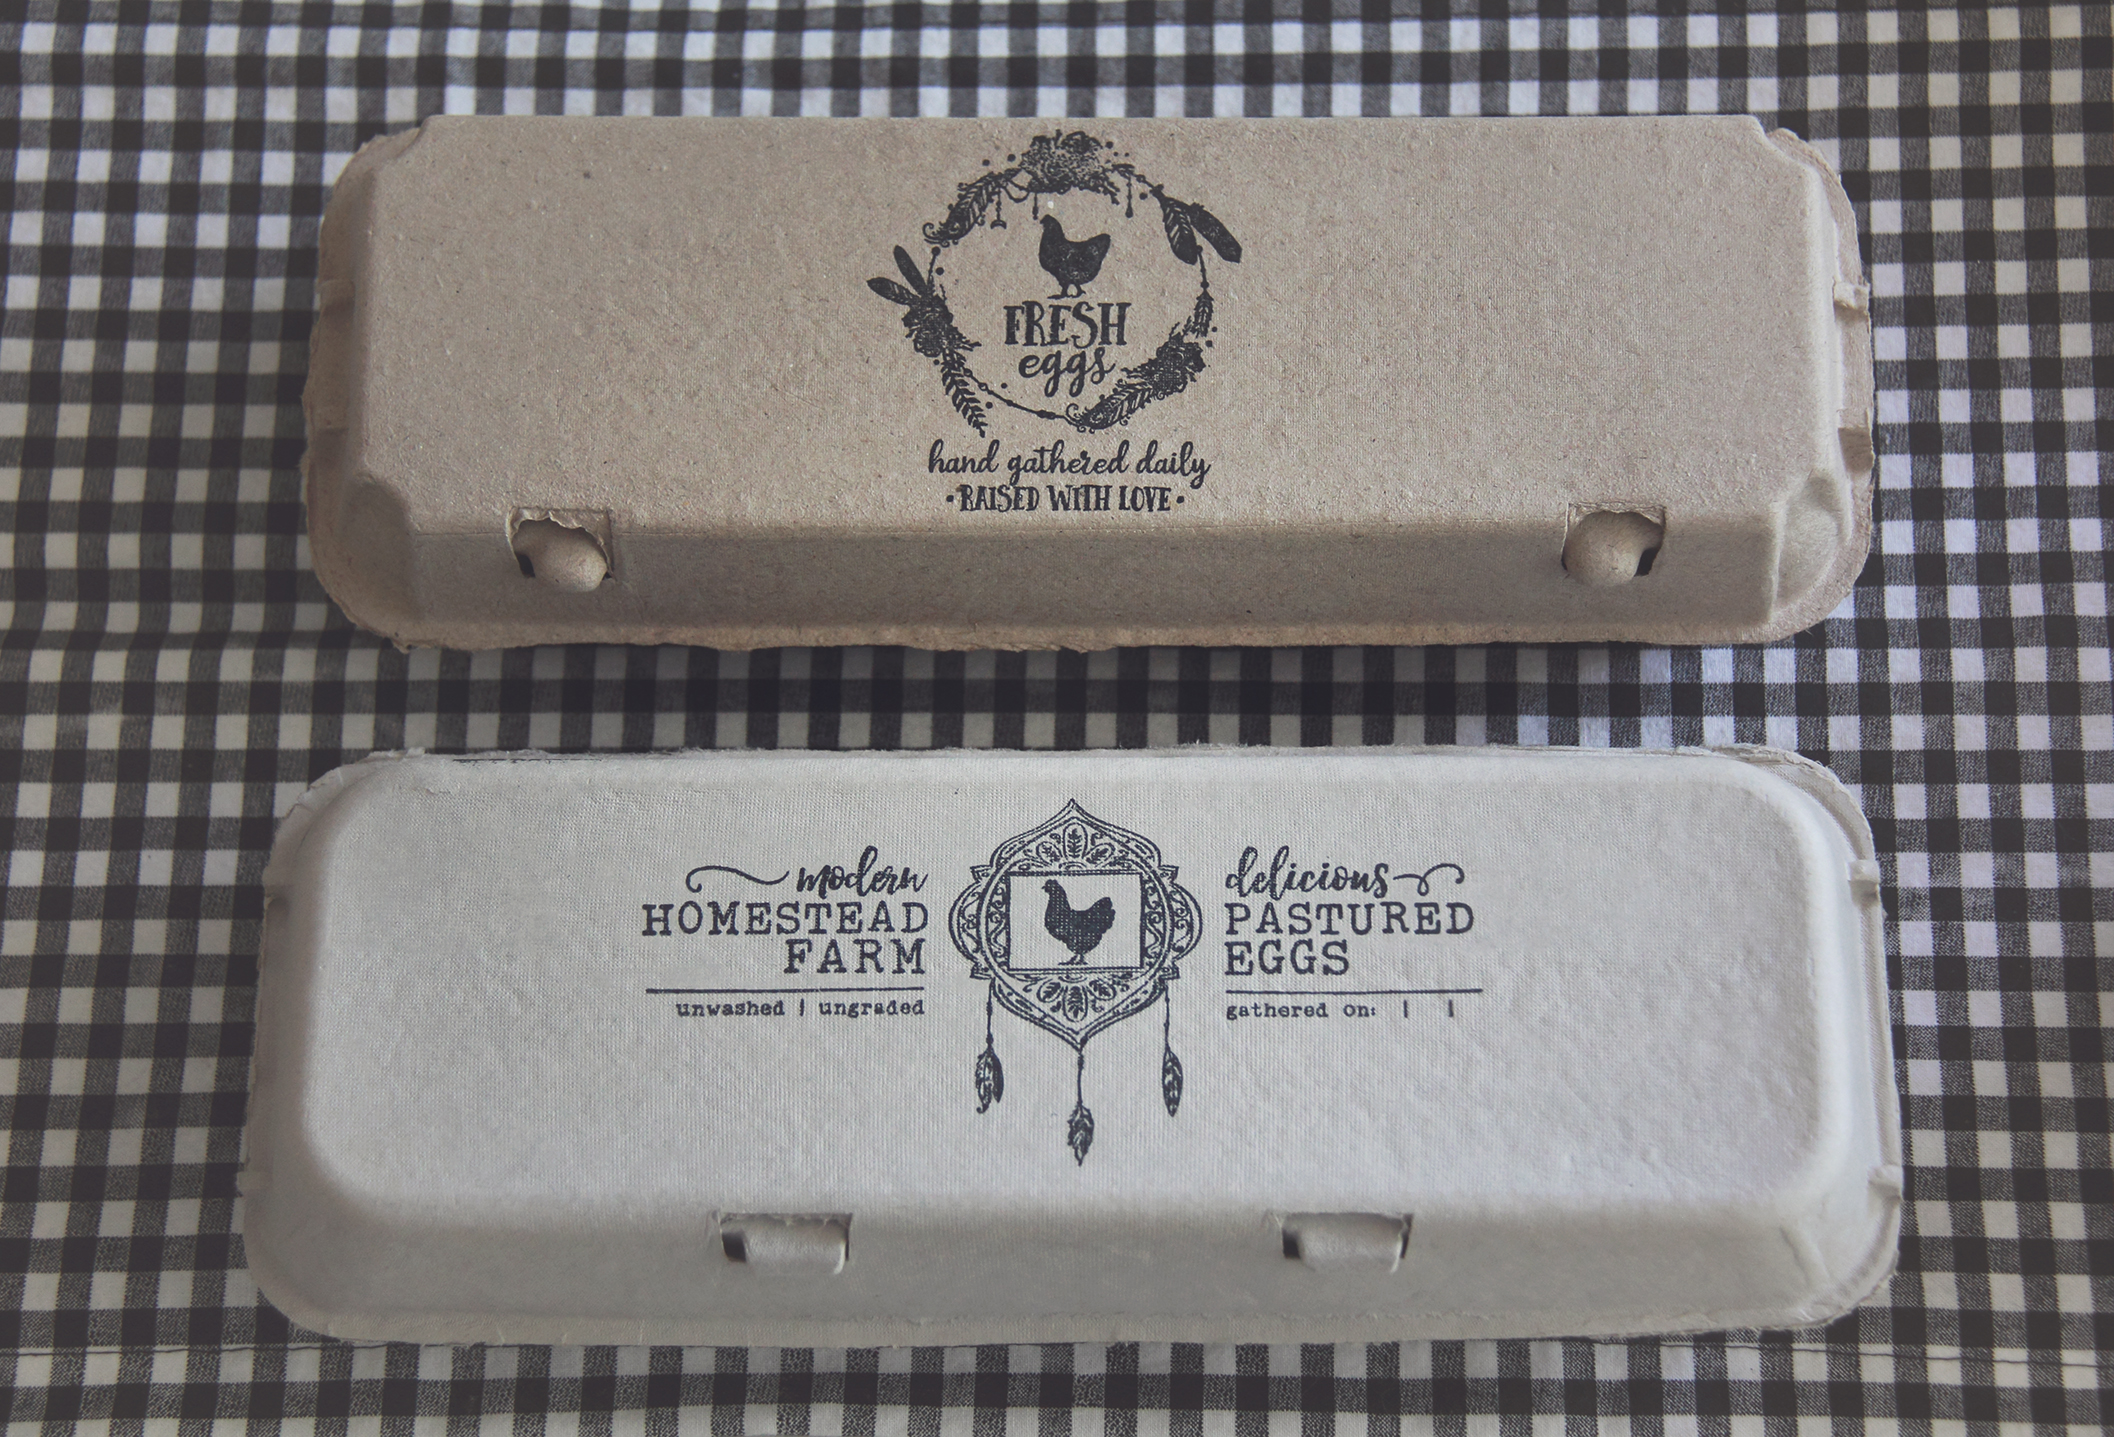 FRESH
eggs
hand gathered daily
• RAISED WITH LOVE •
modern
HOMESTEAD
FARM
unwashed | ungraded
delicious
PASTURED
EGGS
gathered on: | |